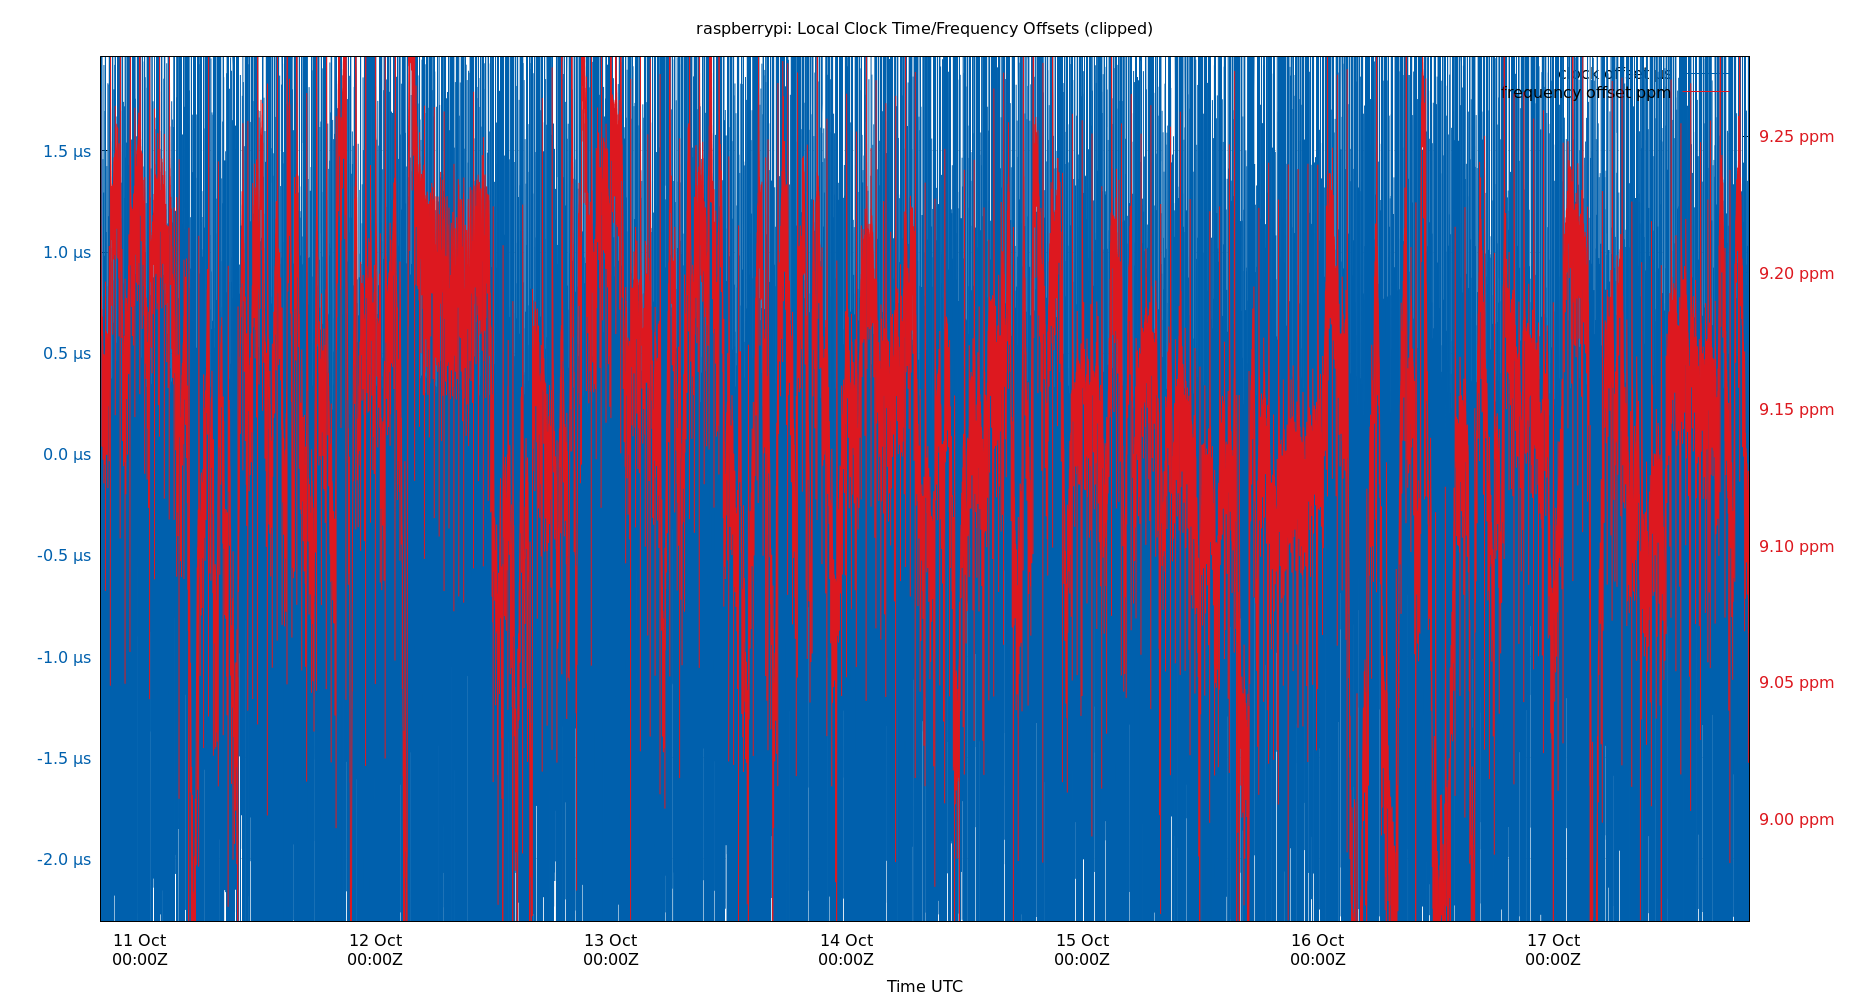 raspberrypi: Local Clock Time/Frequency Offsets (clipped)
clock offset µs
frequency offset ppm
1.5 µs
1.0 µs
0.5 µs
0.0 µs
-0.5 µs
-1.0 µs
-1.5 µs
-2.0 µs
9.25 ppm
9.20 ppm
9.15 ppm
9.10 ppm
9.05 ppm
9.00 ppm
11 Oct
00:00Z
12 Oct
00:00Z
13 Oct
00:00Z
14 Oct
00:00Z
15 Oct
00:00Z
16 Oct
00:00Z
17 Oct
00:00Z
Time UTC